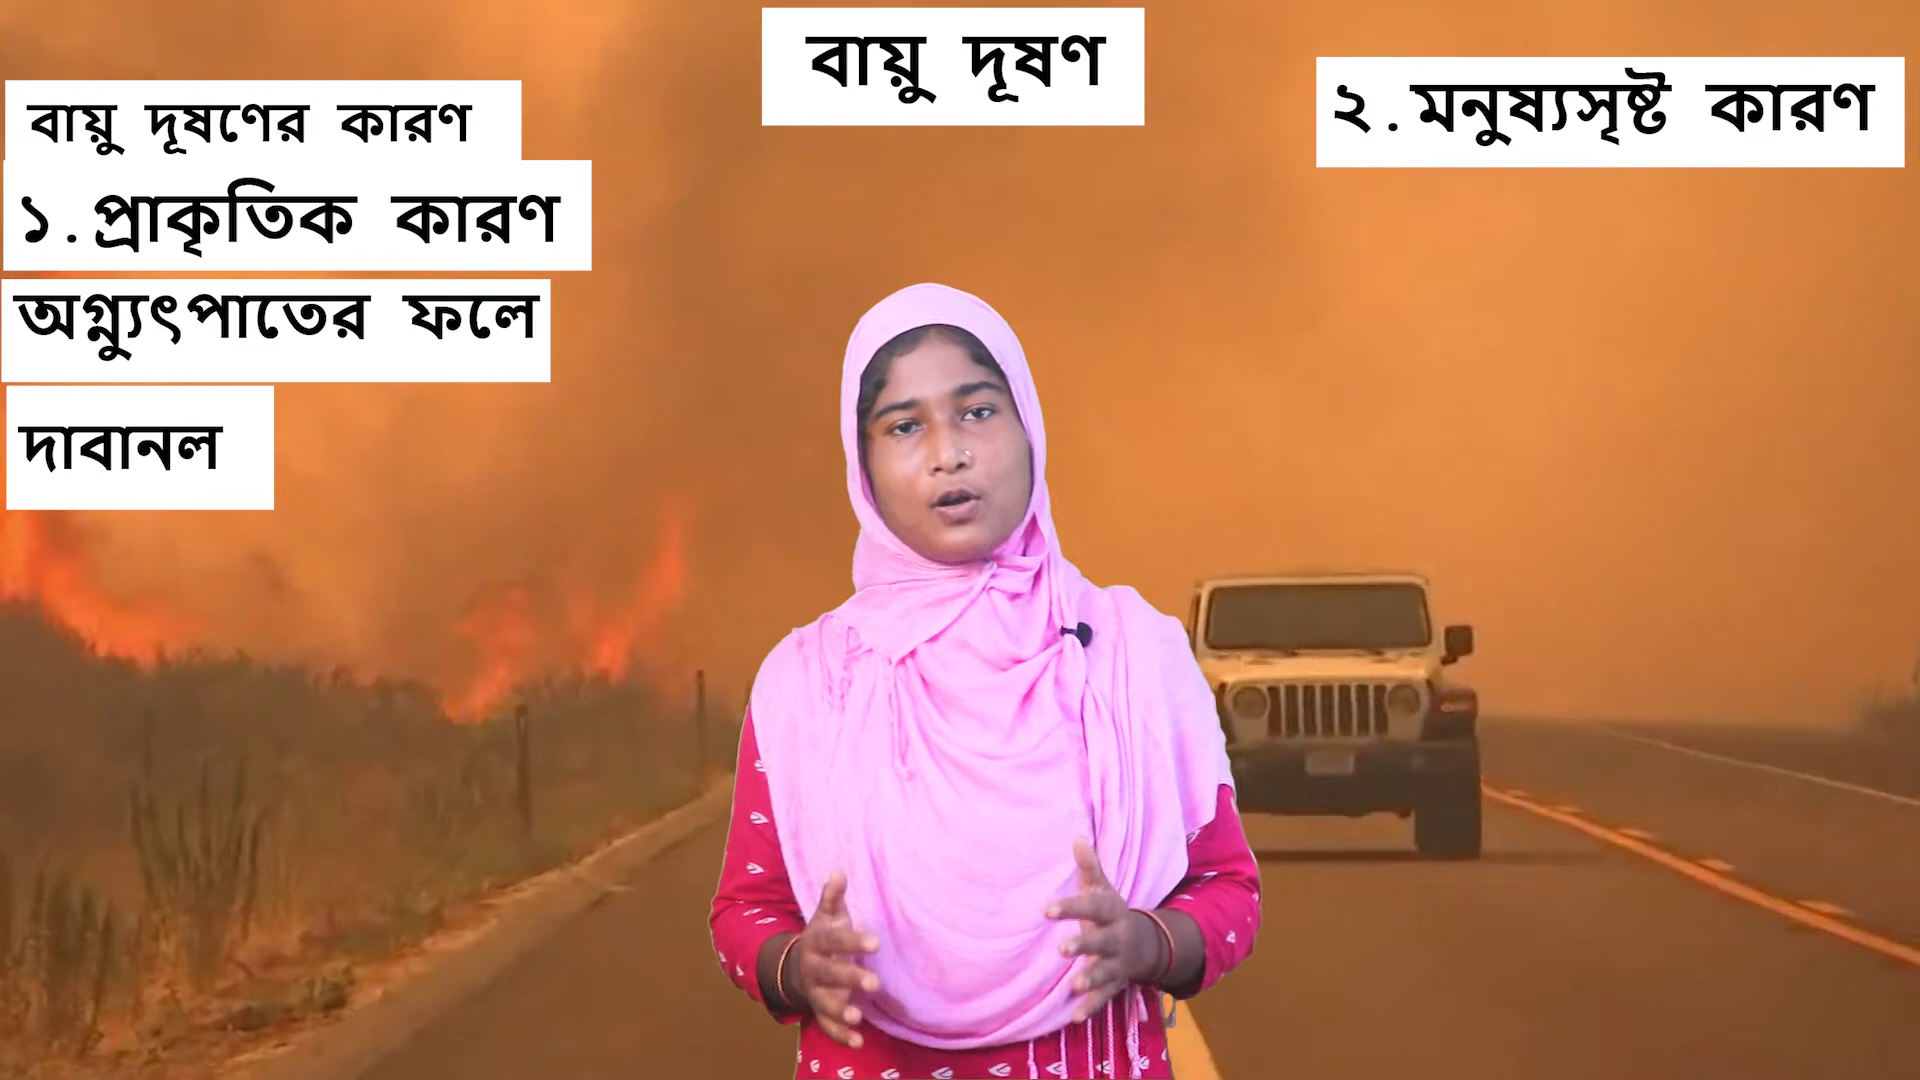 বায়ু দূষণ
বায়ু দূষণের কারণ
১.প্রাকৃতিক কারণ
অগ্ন্যুৎপাতের ফলে
দাবানল
২.মনুষ্যসৃষ্ট কারণ